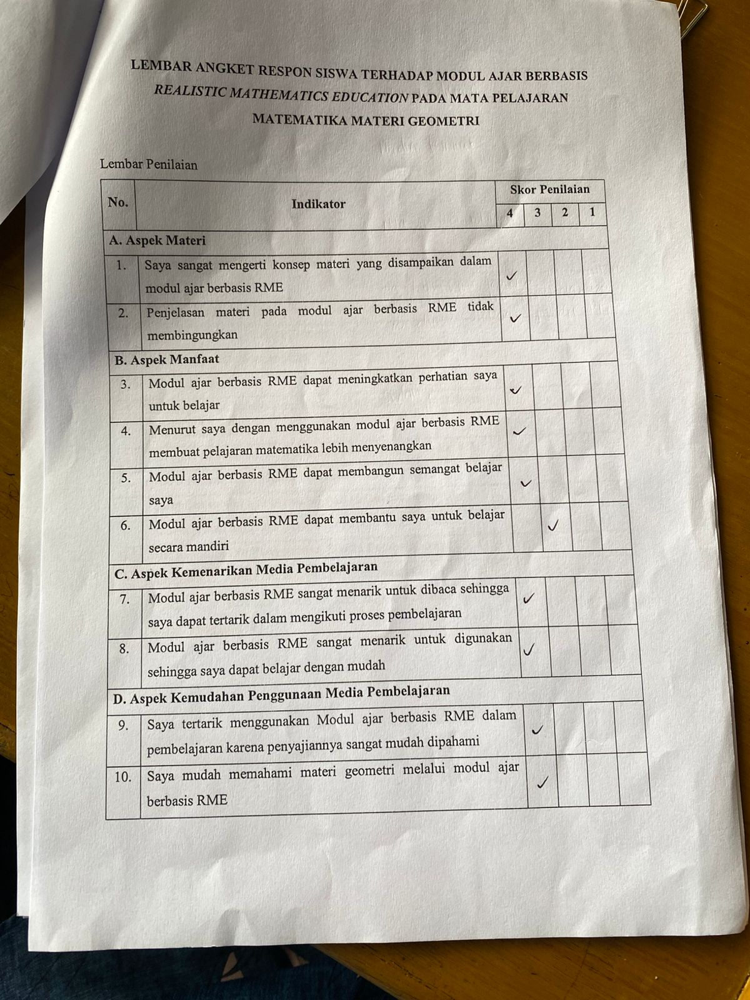 LEMBAR ANGKET RESPON SISWA TERHADAP MODUL AJAR BERBASIS
REALISTIC MATHEMATICS EDUCATION PADA MATA PELAJARAN
MATEMATIKA MATERI GEOMETRI
Lembar Penilaian
No. Indikator Skor Penilaian
4 3 2 1
A. Aspek Materi
1. Saya sangat mengerti konsep materi yang disampaikan dalam ✓
modul ajar berbasis RME
2. Penjelasan materi pada modul ajar berbasis RME tidak ✓
membingungkan
B. Aspek Manfaat
3. Modul ajar berbasis RME dapat meningkatkan perhatian saya ✓
untuk belajar
4. Menurut saya dengan menggunakan modul ajar berbasis RME ✓
membuat pelajaran matematika lebih menyenangkan
5. Modul ajar berbasis RME dapat membangun semangat belajar ✓
saya
6. Modul ajar berbasis RME dapat membantu saya untuk belajar ✓
secara mandiri
C. Aspek Kemenarikan Media Pembelajaran
7. Modul ajar berbasis RME sangat menarik untuk dibaca sehingga ✓
saya dapat tertarik dalam mengikuti proses pembelajaran
8. Modul ajar berbasis RME sangat menarik untuk digunakan ✓
sehingga saya dapat belajar dengan mudah
D. Aspek Kemudahan Penggunaan Media Pembelajaran
9. Saya tertarik menggunakan Modul ajar berbasis RME dalam ✓
pembelajaran karena penyajiannya sangat mudah dipahami
10. Saya mudah memahami materi geometri melalui modul ajar ✓
berbasis RME